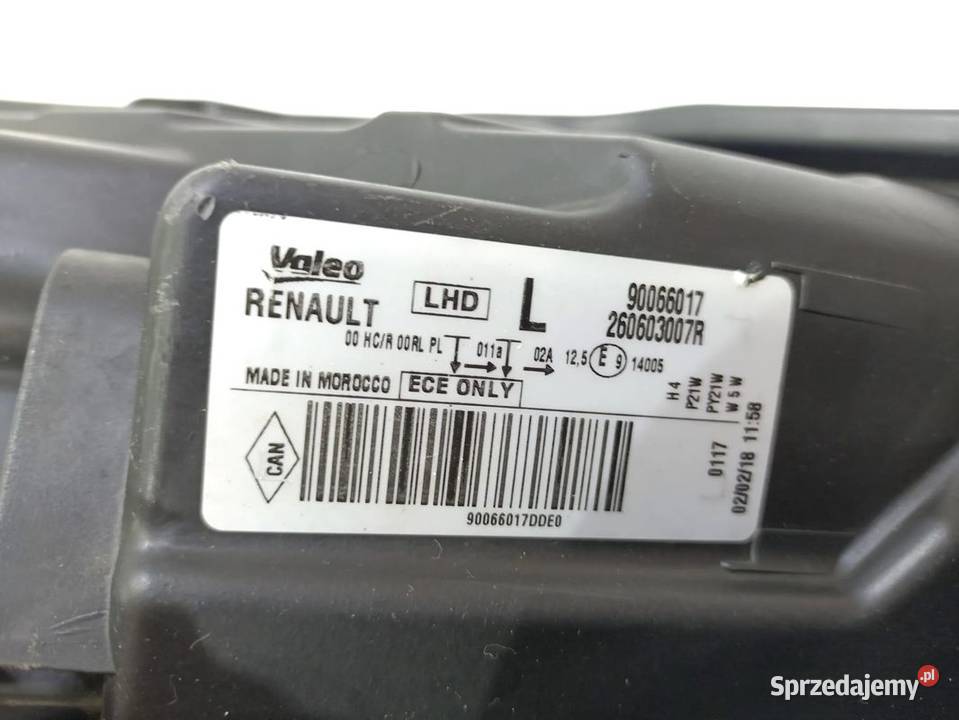 Valeo
RENAULT
LHD
L
90066017
260603007R
00 HC/R 00RL PL 011a 02A 12,5 E 9 14005
MADE IN MOROCCO
ECE ONLY
H4
P21W
PY21W
W5W
CAN
0117
02/02/18 11:58
90066017DDE0
Sprzedajemy.pl